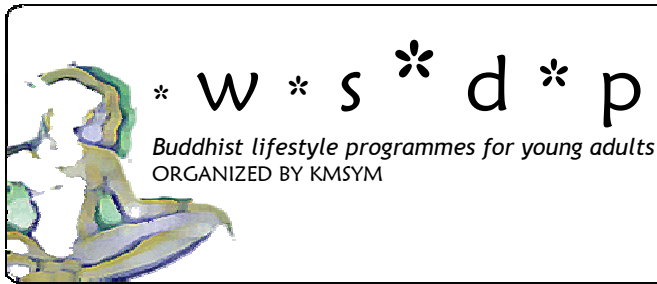 * w * s * d * p
Buddhist lifestyle programmes for young adults
ORGANIZED BY KMSYM